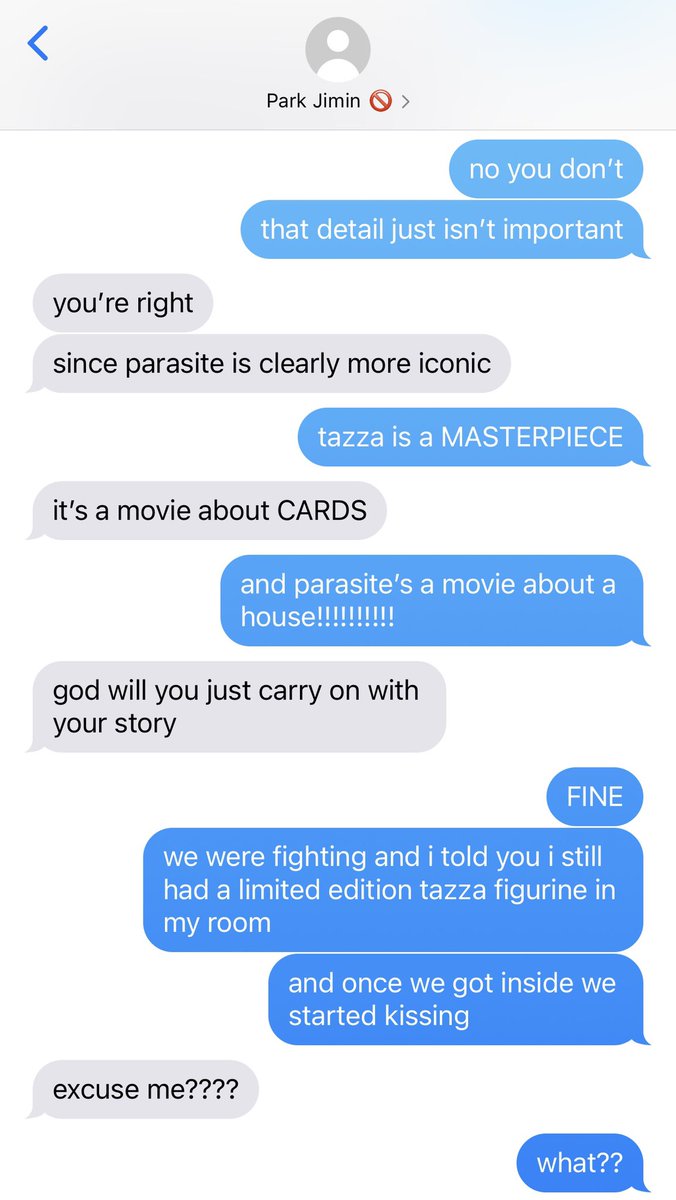 Park Jimin 🚫
no you don’t
that detail just isn’t important
you’re right
since parasite is clearly more iconic
tazza is a MASTERPIECE
it’s a movie about CARDS
and parasite’s a movie about a
house!!!!!!!!!!
god will you just carry on with
your story
FINE
we were fighting and i told you i still
had a limited edition tazza figurine in
my room
and once we got inside we
started kissing
excuse me????
what??